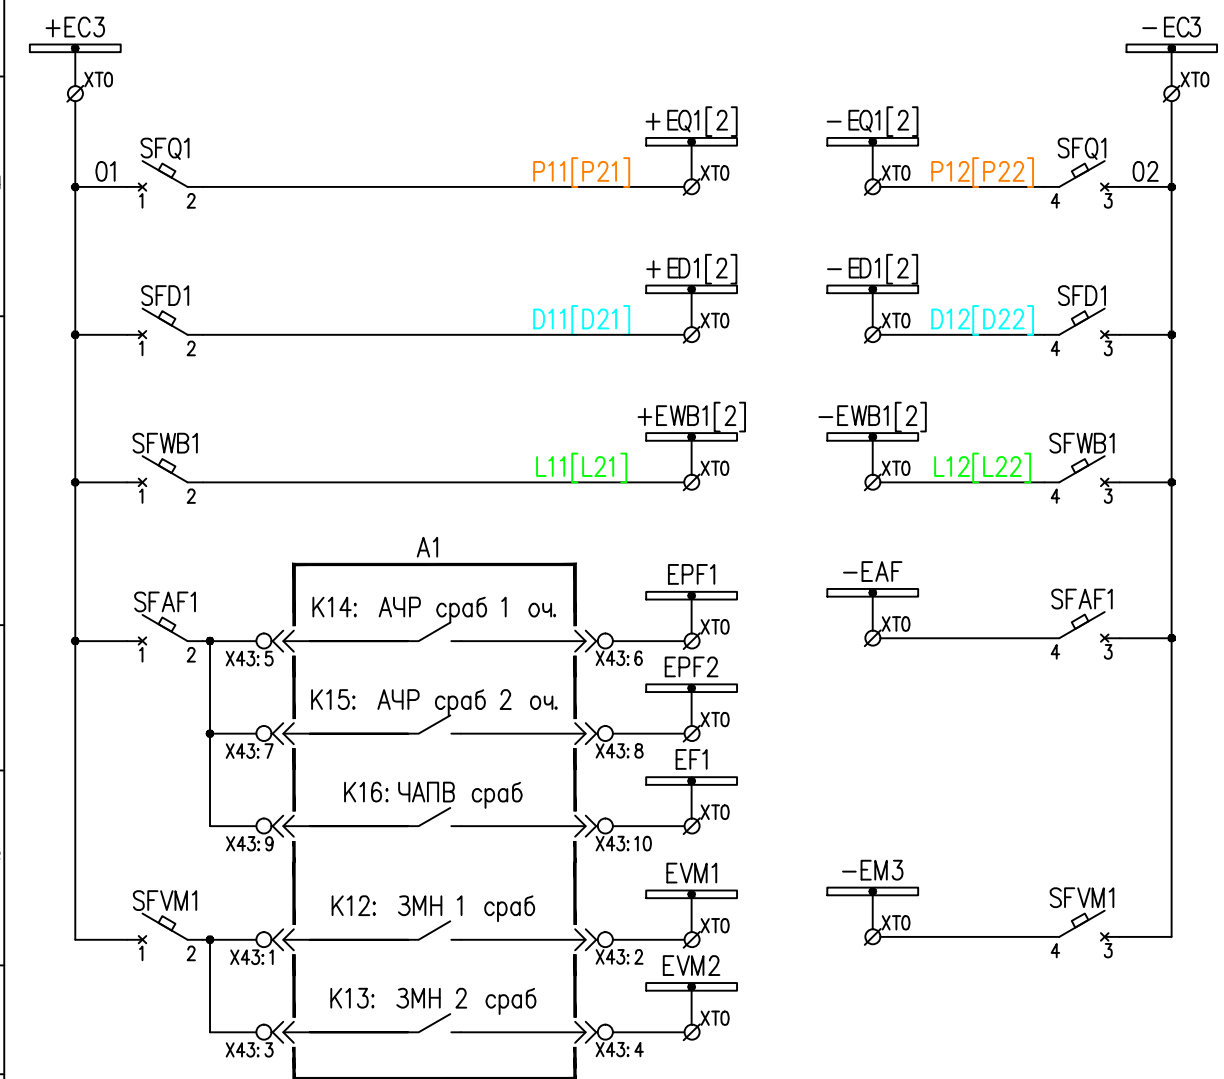 +EC3
-EC3
XT0
XT0
+EQ1[2]
-EQ1[2]
SFQ1
SFQ1
01
P11[P21]
XT0
XT0
P12[P22]
02
1
2
4
3
+ED1[2]
-ED1[2]
SFD1
SFD1
D11[D21]
XT0
XT0
D12[D22]
1
2
4
3
+EWB1[2]
-EWB1[2]
SFWB1
SFWB1
L11[L21]
XT0
XT0
L12[L22]
1
2
4
3
A1
EPF1
-EAF
SFAF1
K14: АЧР сраб 1 оч.
SFAF1
XT0
XT0
1
2
X43:5
X43:6
4
3
EPF2
K15: АЧР сраб 2 оч.
XT0
X43:7
X43:8
EF1
K16: ЧАПВ сраб
XT0
X43:9
X43:10
EVM1
-EM3
SFVM1
K12: ЗМН 1 сраб
SFVM1
XT0
XT0
1
2
X43:1
X43:2
4
3
EVM2
K13: ЗМН 2 сраб
XT0
X43:3
X43:4